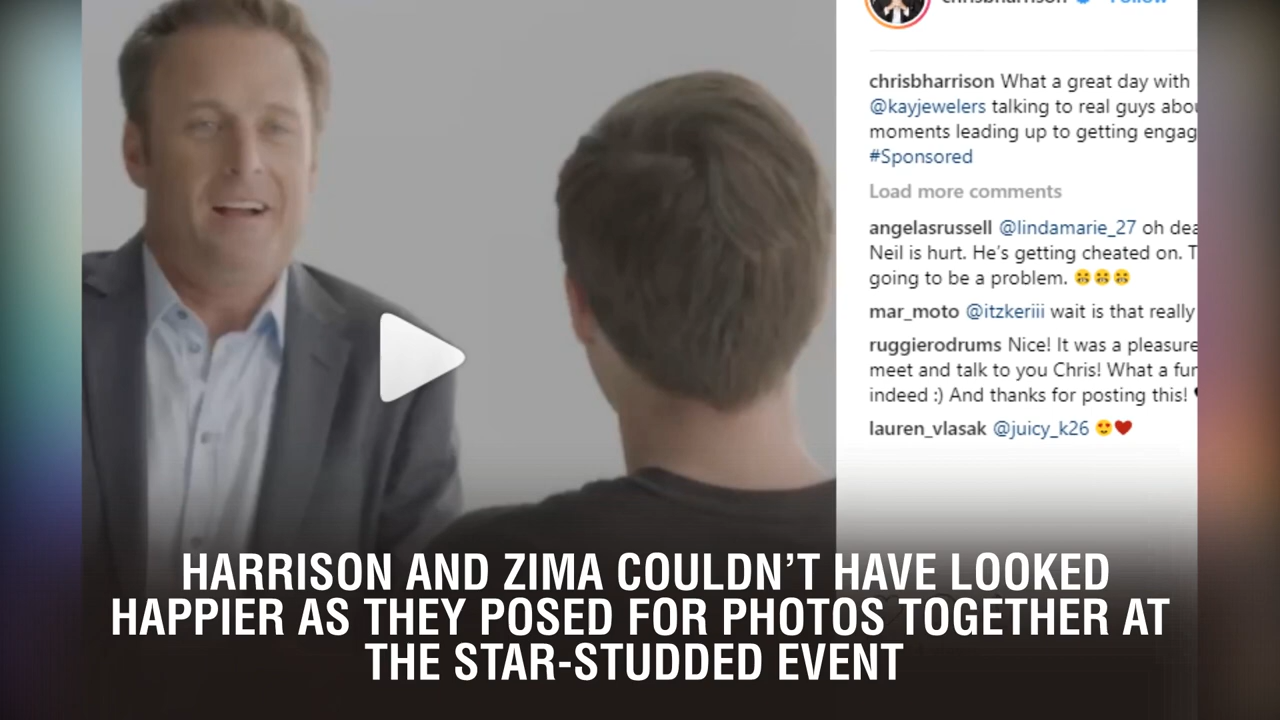 chrisbharrison Follow
chrisbharrison What a great day with
@kayjewelers talking to real guys abou
moments leading up to getting engag
#Sponsored
Load more comments
angelasrussell @lindamarie_27 oh dea
Neil is hurt. He's getting cheated on. T
going to be a problem. 😁😁😁
mar_moto @itzkeriii wait is that really
ruggierodrums Nice! It was a pleasure
meet and talk to you Chris! What a fun
indeed :) And thanks for posting this!
lauren_vlasak @juicy_k26 😍❤
HARRISON AND ZIMA COULDN'T HAVE LOOKED
HAPPIER AS THEY POSED FOR PHOTOS TOGETHER AT
THE STAR-STUDDED EVENT